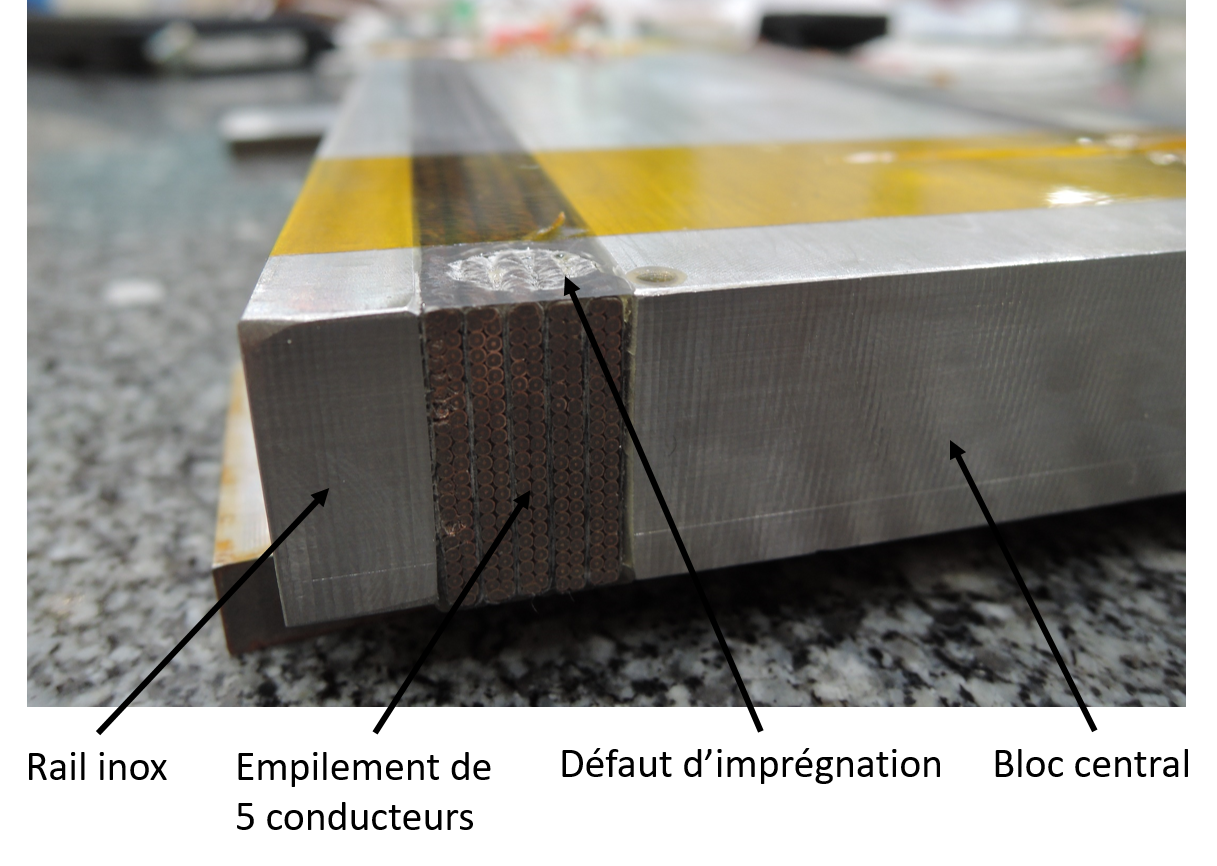 Rail inox
Empilement de
5 conducteurs
Défaut d’imprégnation
Bloc central